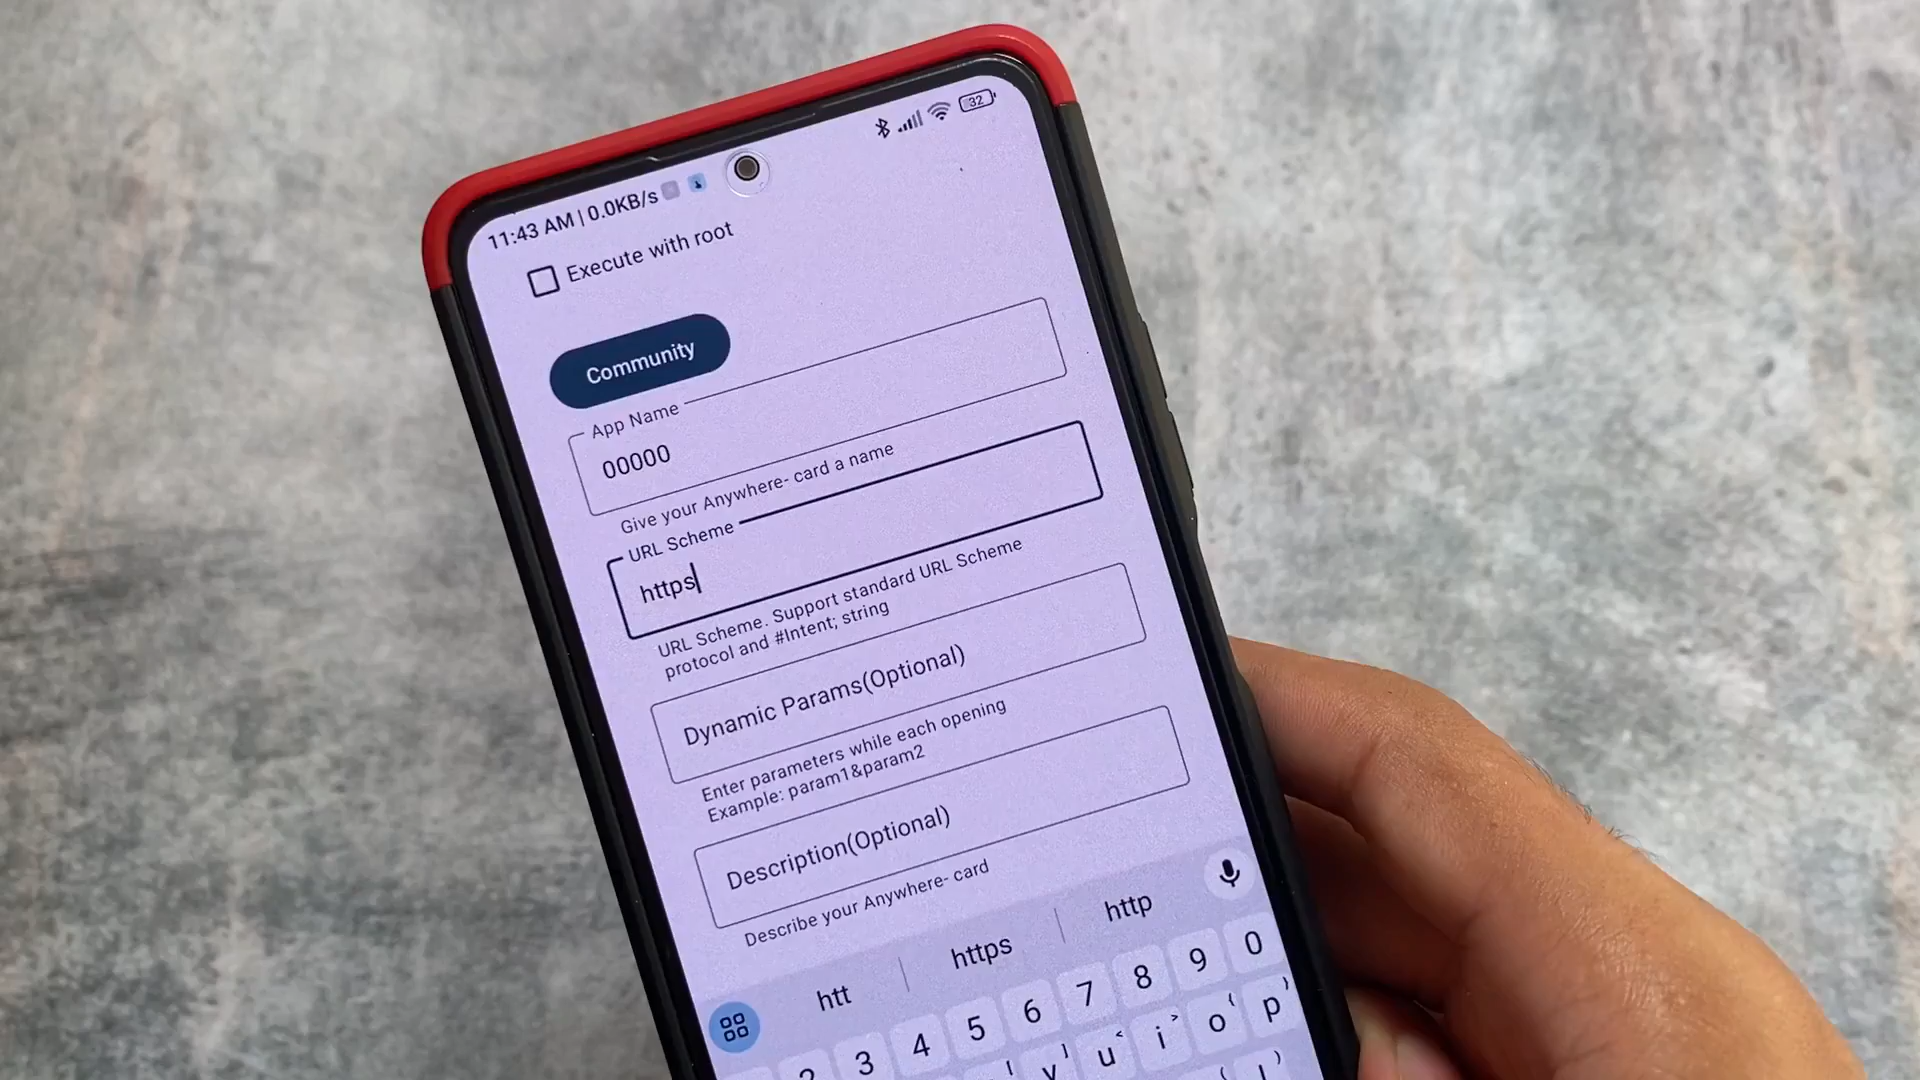 11:43 AM | 0.0KB/s
32
Execute with root
Community
App Name
00000
Give your Anywhere- card a name
URL Scheme
https
URL Scheme. Support standard URL Scheme
protocol and #Intent; string
Dynamic Params(Optional)
Enter parameters while each opening
Example: param1&param2
Description(Optional)
Describe your Anywhere- card
htt https http
2 3 4 5 6 7 8 9 0
y u i o p